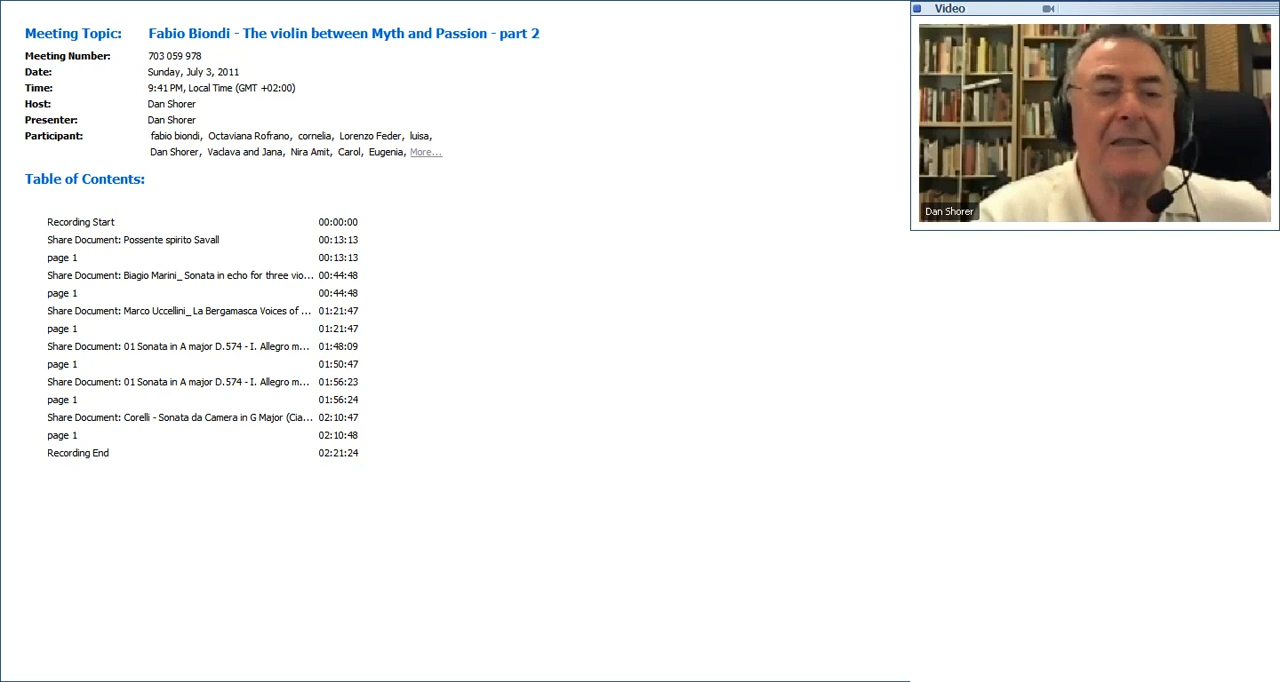 Meeting Topic: Fabio Biondi - The violin between Myth and Passion - part 2
Meeting Number: 703 059 978
Date: Sunday, July 3, 2011
Time: 9:41 PM, Local Time (GMT +02:00)
Host: Dan Shorer
Presenter: Dan Shorer
Participant: fabio biondi, Octaviana Rofrano, cornelia, Lorenzo Feder, luisa,
Dan Shorer, Vaclava and Jana, Nira Amit, Carol, Eugenia, More...
Table of Contents:
Recording Start 00:00:00
Share Document: Possente spirito Savall 00:13:13
page 1 00:13:13
Share Document: Biagio Marini_ Sonata in echo for three vio... 00:44:48
page 1 00:44:48
Share Document: Marco Uccellini_ La Bergamasca Voices of ... 01:21:47
page 1 01:21:47
Share Document: 01 Sonata in A major D.574 - I. Allegro m... 01:48:09
page 1 01:50:47
Share Document: 01 Sonata in A major D.574 - I. Allegro m... 01:56:23
page 1 01:56:24
Share Document: Corelli - Sonata da Camera in G Major (Cia... 02:10:47
page 1 02:10:48
Recording End 02:21:24
Video
Dan Shorer